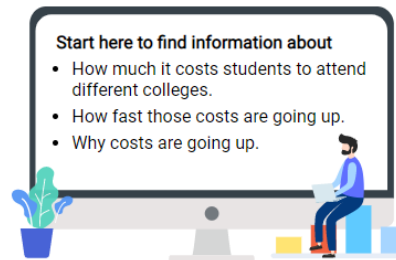 Start here to find information about
• How much it costs students to attend
different colleges.
• How fast those costs are going up.
• Why costs are going up.